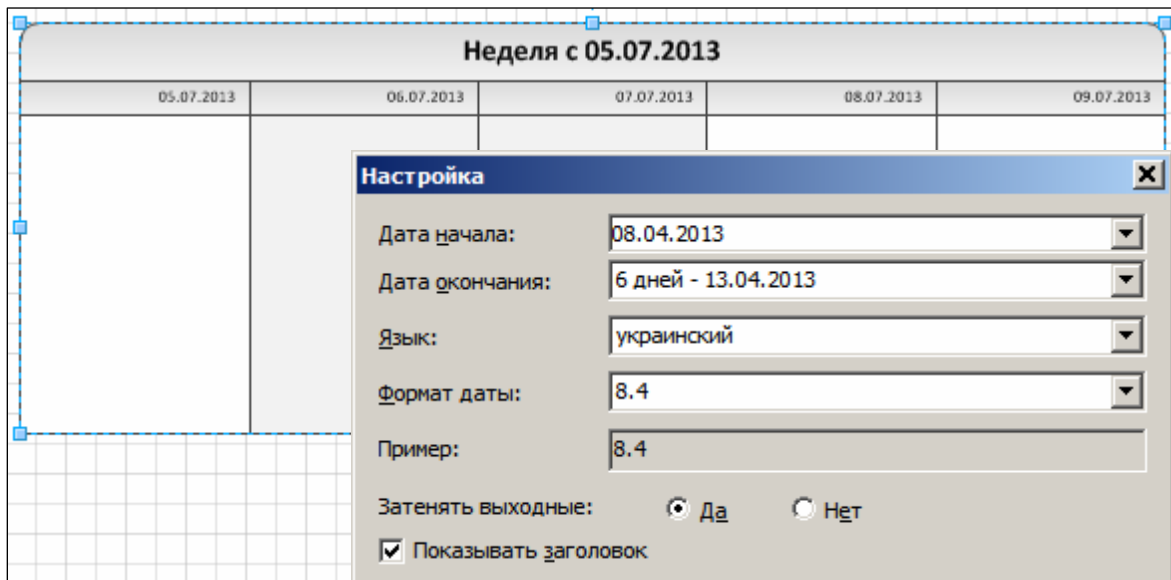 Неделя с 05.07.2013
05.07.2013 06.07.2013 07.07.2013 08.07.2013 09.07.2013
Настройка
Дата начала: 08.04.2013
Дата окончания: 6 дней - 13.04.2013
Язык: украинский
Формат даты: 8.4
Пример: 8.4
Затенять выходные: Да Нет
Показывать заголовок